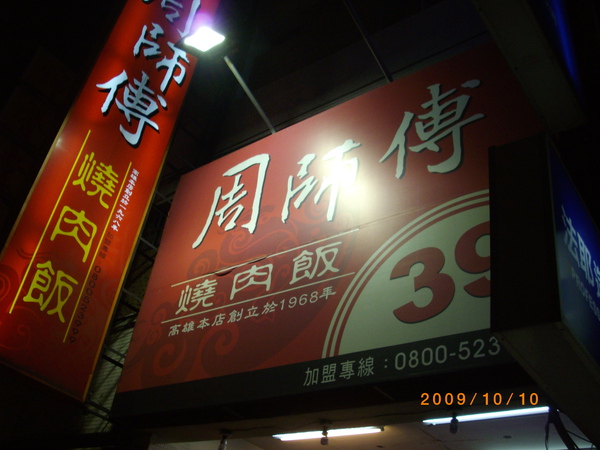 周師傅
燒肉飯
周師傅
燒肉飯
高雄本店創立於1968年
39
加盟專線：0800-523
2009/10/10